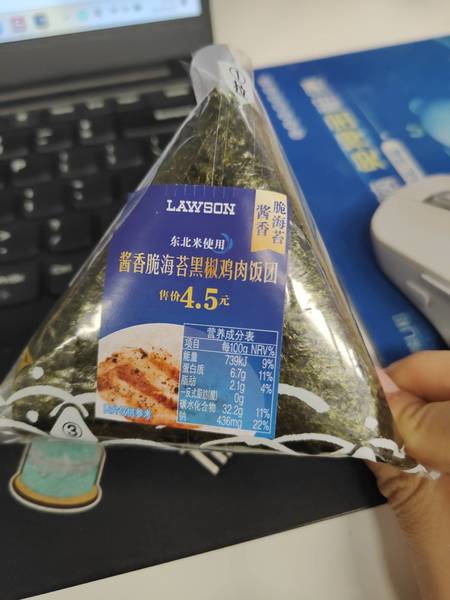 ①拉
LAWSON
酱香
脆海苔
东北米使用
酱香脆海苔黑椒鸡肉饭团
售价4.5元
营养成分表
项目 每100g NRV%
能量 739kJ 9%
蛋白质 6.7g 11%
脂肪 2.1g 4%
-反式脂肪(酸) 0g
碳水化合物 32.2g 11%
钠 436mg 22%
③